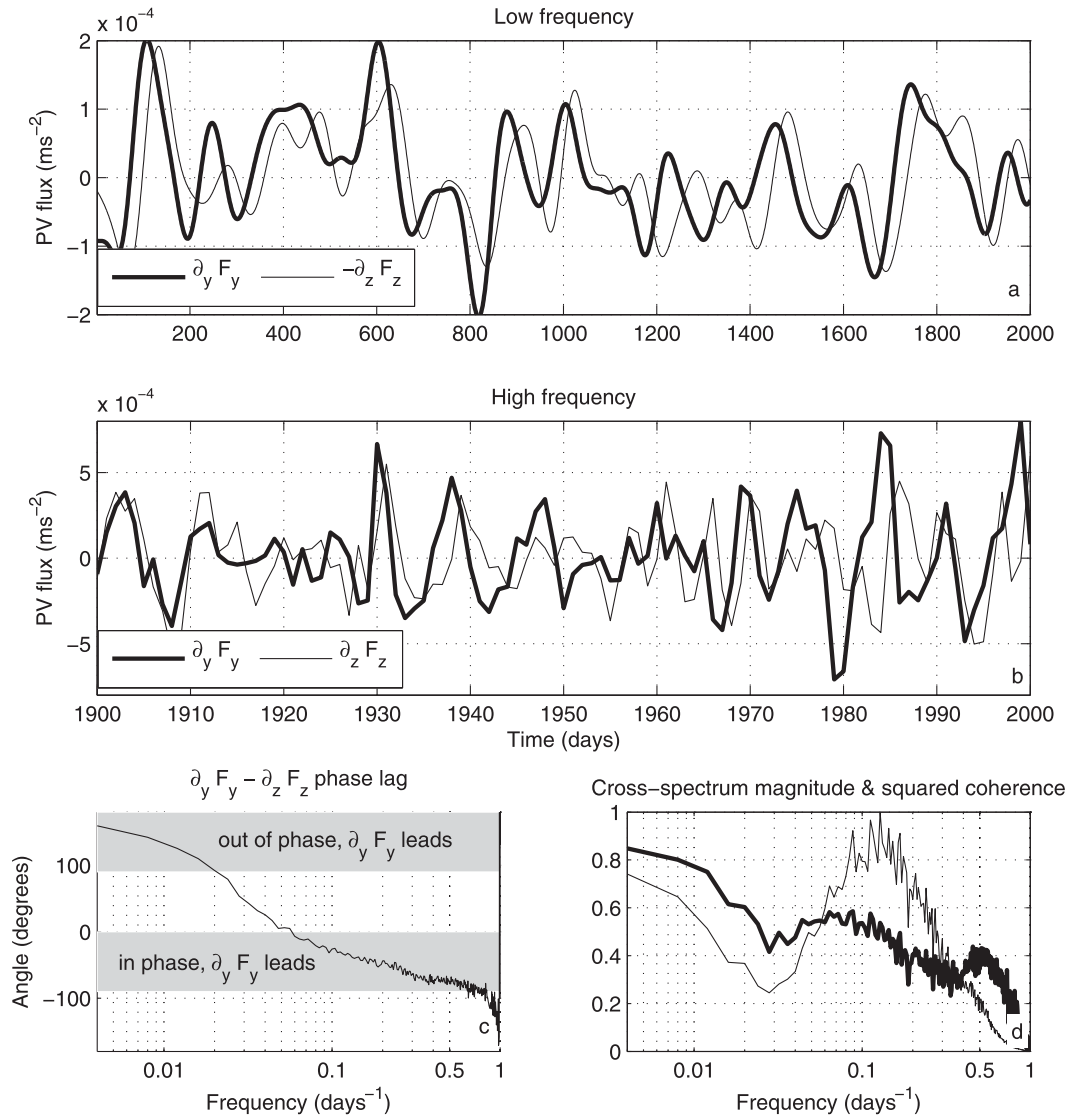 Low frequency
x 10⁻⁴
PV flux (ms⁻²)
2
1
0
−1
−2
∂y Fy
−∂z Fz
a
200 400 600 800 1000 1200 1400 1600 1800 2000
High frequency
x 10⁻⁴
PV flux (ms⁻²)
5
0
−5
∂y Fy
∂z Fz
b
1900 1910 1920 1930 1940 1950 1960 1970 1980 1990 2000
Time (days)
∂y Fy − ∂z Fz phase lag
Angle (degrees)
100
0
−100
out of phase, ∂y Fy leads
in phase, ∂y Fy leads
c
0.01 0.1 0.5 1
Frequency (days⁻¹)
Cross−spectrum magnitude & squared coherence
1
0.8
0.6
0.4
0.2
0
d
0.01 0.1 0.5 1
Frequency (days⁻¹)